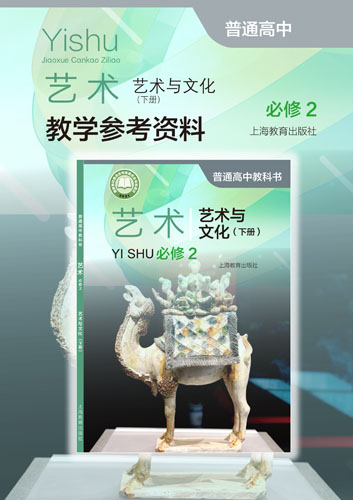 普通高中
Yishu
Jiaoxue Cankao Ziliao
艺术 艺术与文化
(下册)
必修 2
教学参考资料
上海教育出版社
普通高中教科书
艺术 艺术与
文化(下册)
YI SHU 必修 2
上海教育出版社
普通高中教科书
艺术 必修 2
艺术与文化(下册)
上海教育出版社